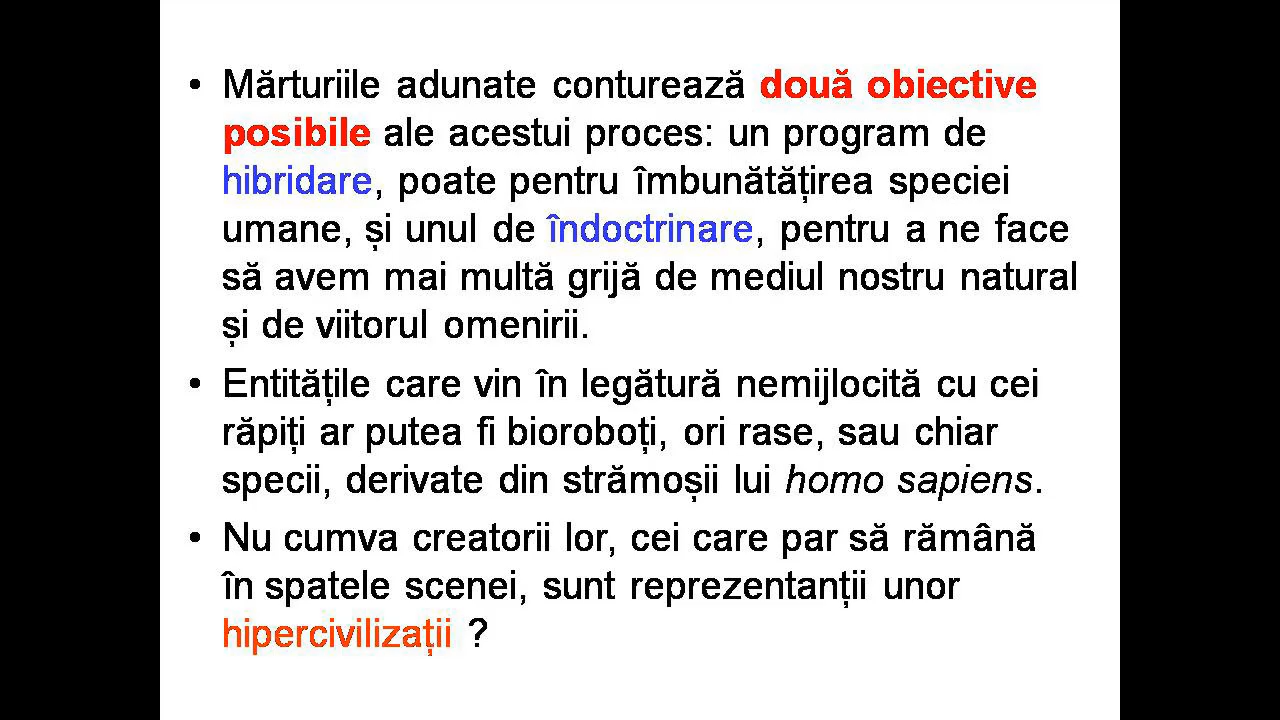 • Mărturiile adunate conturează două obiective
posibile ale acestui proces: un program de
hibridare, poate pentru îmbunătățirea speciei
umane, și unul de îndoctrinare, pentru a ne face
să avem mai multă grijă de mediul nostru natural
și de viitorul omenirii.
• Entitățile care vin în legătură nemijlocită cu cei
răpiți ar putea fi bioroboți, ori rase, sau chiar
specii, derivate din strămoșii lui homo sapiens.
• Nu cumva creatorii lor, cei care par să rămână
în spatele scenei, sunt reprezentanții unor
hipercivilizații ?